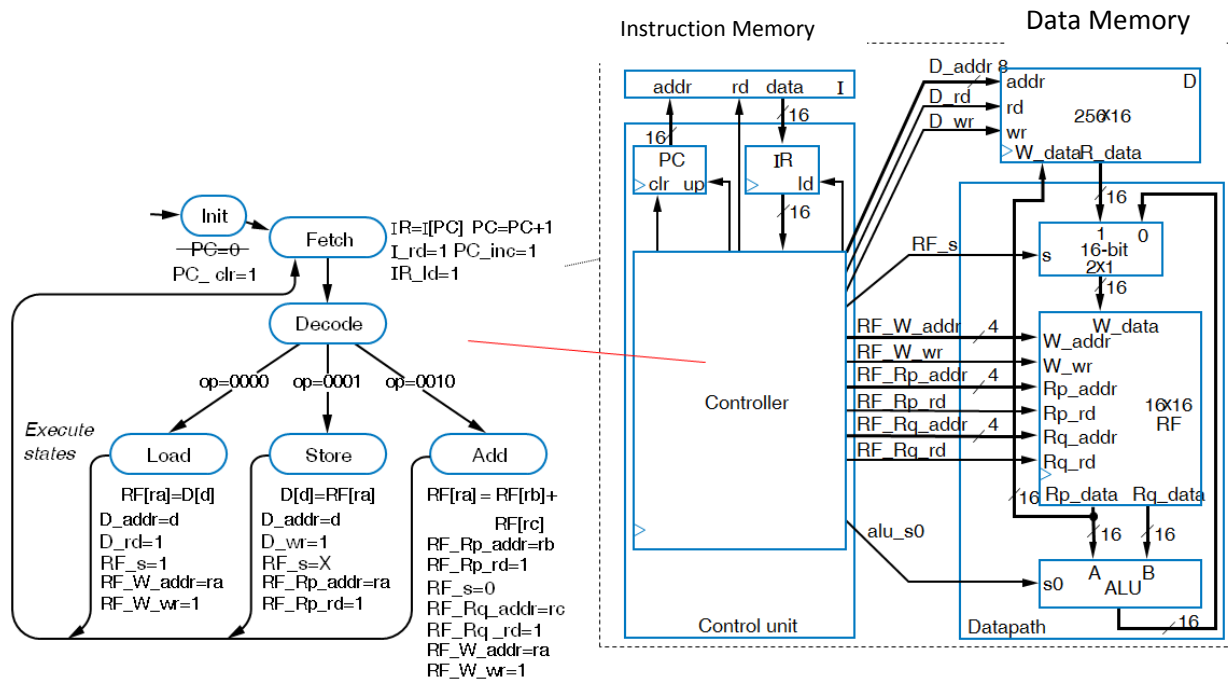 Instruction Memory
Data Memory
Init
PC=0
PC_ clr=1
Fetch
IR=I[PC] PC=PC+1
I_rd=1 PC_inc=1
IR_ld=1
Decode
op=0000
op=0001
op=0010
Execute
states
Load
RF[ra]=D[d]
D_addr=d
D_rd=1
RF_s=1
RF_W_addr=ra
RF_W_wr=1
Store
D[d]=RF[ra]
D_addr=d
D_wr=1
RF_s=X
RF_Rp_addr=ra
RF_Rp_rd=1
Add
RF[ra] = RF[rb]+
RF[rc]
RF_Rp_addr=rb
RF_Rp_rd=1
RF_s=0
RF_Rq_addr=rc
RF_Rq _rd=1
RF_W_addr=ra
RF_W_wr=1
addr rd data I
16
16
PC
clr up
IR
ld
16
Controller
Control unit
D_addr 8
D_rd
D_wr
RF_s
RF_W_addr 4
RF_W_wr
RF_Rp_addr 4
RF_Rp_rd
RF_Rq_addr 4
RF_Rq_rd
alu_s0
addr D
rd
wr
256x16
W_data R_data
16
1 0
s
16-bit
2x1
16
W_data
W_addr
W_wr
Rp_addr
Rp_rd
Rq_addr
Rq_rd
16x16
RF
Rp_data Rq_data
16
16
16
A B
s0
ALU
16
Datapath